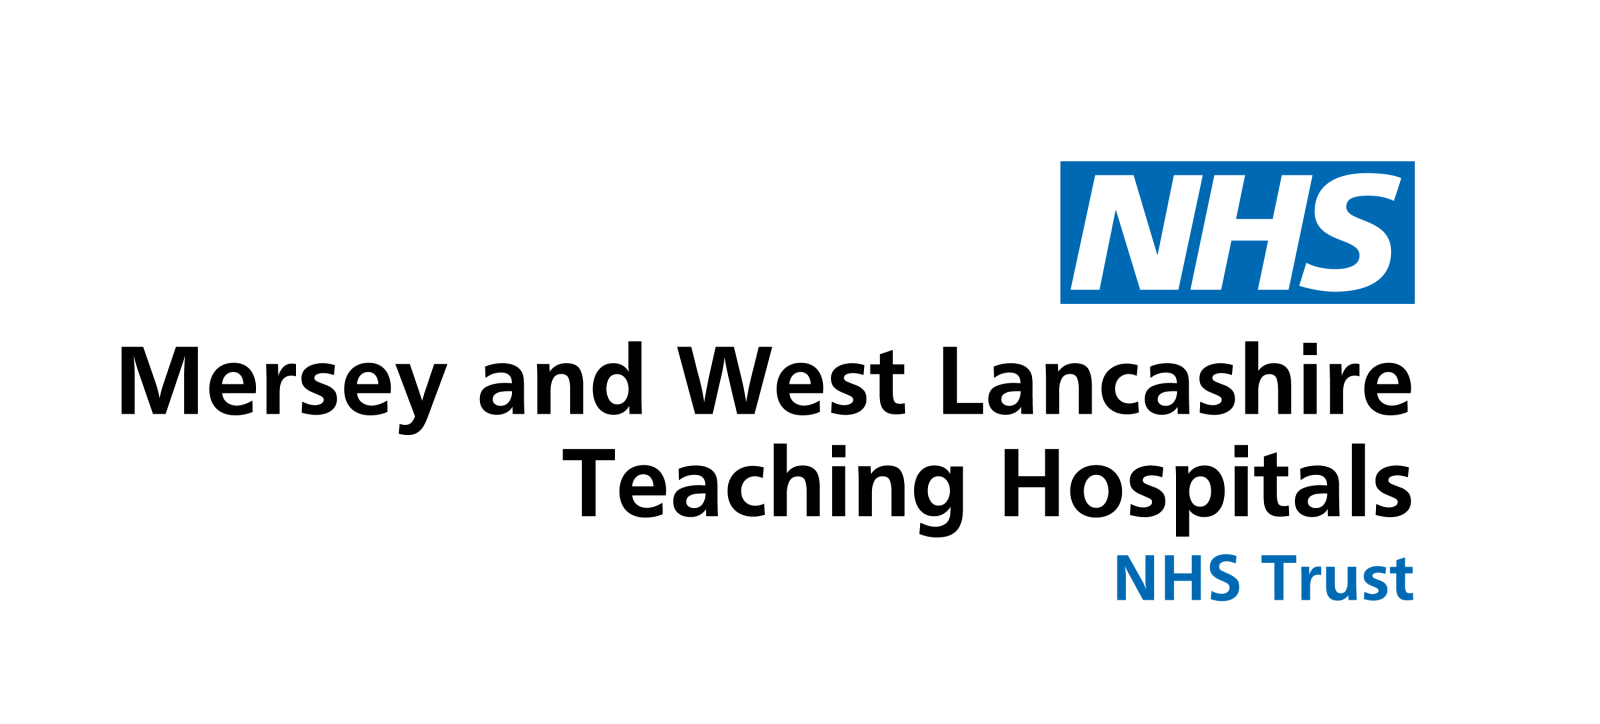 NHS
Mersey and West Lancashire
Teaching Hospitals
NHS Trust